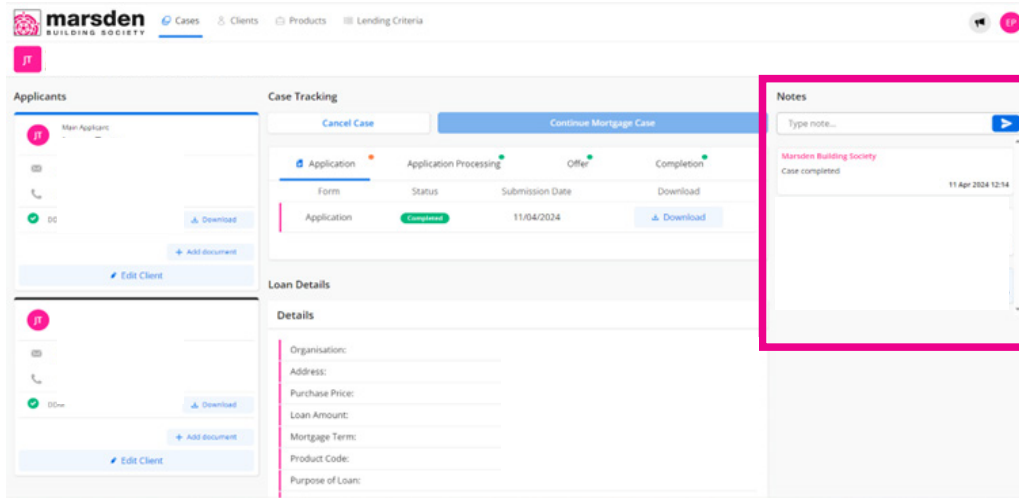 marsden
BUILDING SOCIETY
Cases
Clients
Products
Lending Criteria
EP
JT
Applicants
JT
Main Applicant
Download
+ Add document
Edit Client
JT
Download
+ Add document
Edit Client
Case Tracking
Cancel Case
Continue Mortgage Case
Application
Application Processing
Offer
Completion
Form Status Submission Date Download
Application Completed 11/04/2024 Download
Loan Details
Details
Organisation:
Address:
Purchase Price:
Loan Amount:
Mortgage Term:
Product Code:
Purpose of Loan:
Notes
Type note...
Marsden Building Society
Case completed
11 Apr 2024 12:14